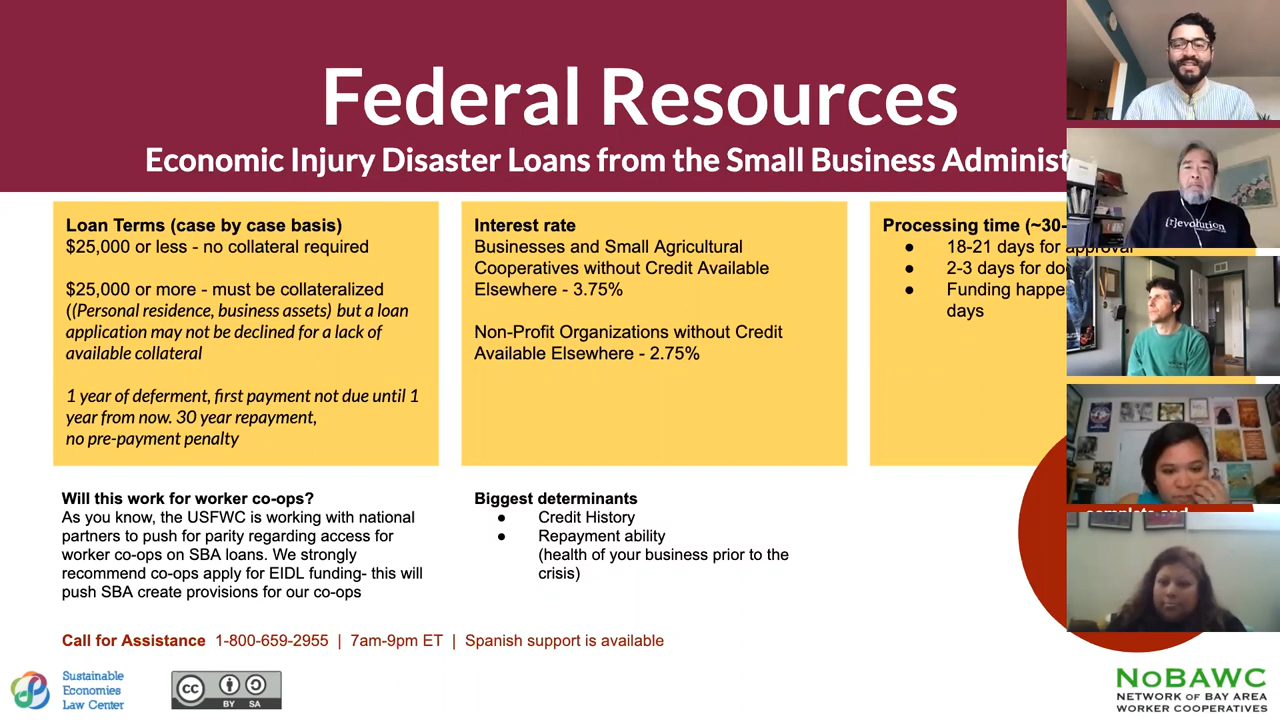 Federal Resources
Economic Injury Disaster Loans from the Small Business Administ
Loan Terms (case by case basis)
$25,000 or less - no collateral required
$25,000 or more - must be collateralized
((Personal residence, business assets) but a loan
application may not be declined for a lack of
available collateral
1 year of deferment, first payment not due until 1
year from now. 30 year repayment,
no pre-payment penalty
Interest rate
Businesses and Small Agricultural
Cooperatives without Credit Available
Elsewhere - 3.75%
Non-Profit Organizations without Credit
Available Elsewhere - 2.75%
Processing time (~30-
● 18-21 days for approval
● 2-3 days for do
● Funding happe
days
[r]evolution
Will this work for worker co-ops?
As you know, the USFWC is working with national
partners to push for parity regarding access for
worker co-ops on SBA loans. We strongly
recommend co-ops apply for EIDL funding- this will
push SBA create provisions for our co-ops
Biggest determinants
● Credit History
● Repayment ability
(health of your business prior to the
crisis)
Call for Assistance 1-800-659-2955 | 7am-9pm ET | Spanish support is available
Sustainable
Economies
Law Center
CC
BY SA
NoBAWC
NETWORK OF BAY AREA
WORKER COOPERATIVES